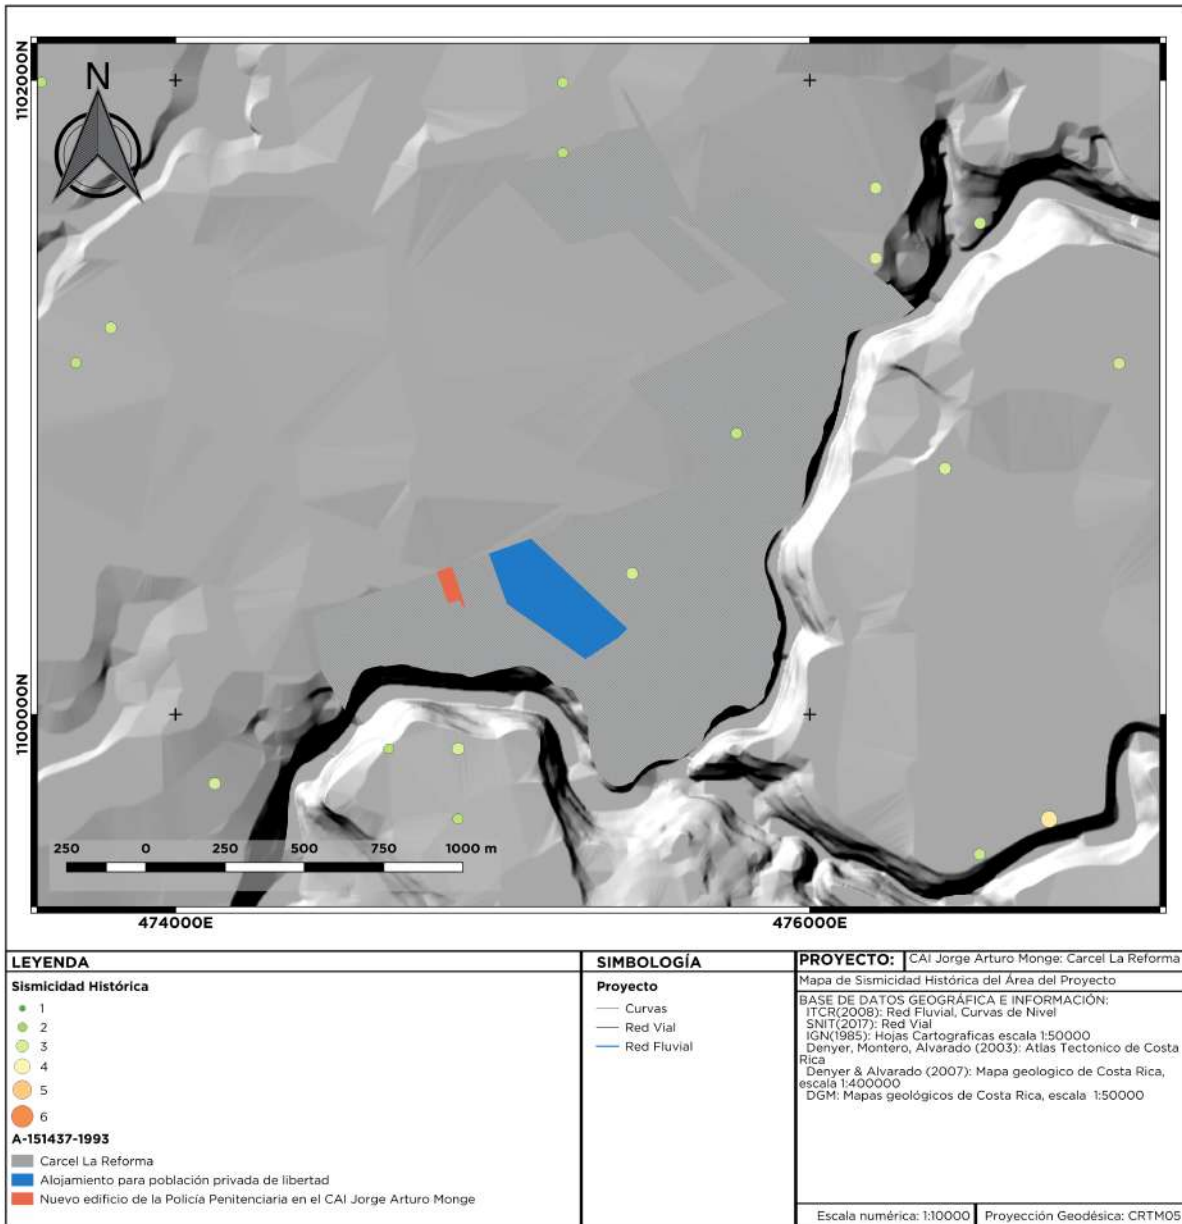 N
1102000N
1100000N
250 0 250 500 750 1000 m
474000E 476000E
LEYENDA
Sismicidad Histórica
1
2
3
4
5
6
A-151437-1993
Carcel La Reforma
Alojamiento para población privada de libertad
Nuevo edificio de la Policía Penitenciaria en el CAI Jorge Arturo Monge
SIMBOLOGÍA
Proyecto
Curvas
Red Vial
Red Fluvial
PROYECTO: CAI Jorge Arturo Monge: Carcel La Reforma
Mapa de Sismicidad Histórica del Área del Proyecto
BASE DE DATOS GEOGRÁFICA E INFORMACIÓN:
ITCR(2008): Red Fluvial, Curvas de Nivel
SNIT(2017): Red Vial
IGN(1985): Hojas Cartograficas escala 1:50000
Denyer, Montero, Alvarado (2003): Atlas Tectonico de Costa
Rica
Denyer & Alvarado (2007): Mapa geologico de Costa Rica,
escala 1:400000
DGM: Mapas geológicos de Costa Rica, escala 1:50000
Escala numérica: 1:10000 Proyección Geodésica: CRTM05